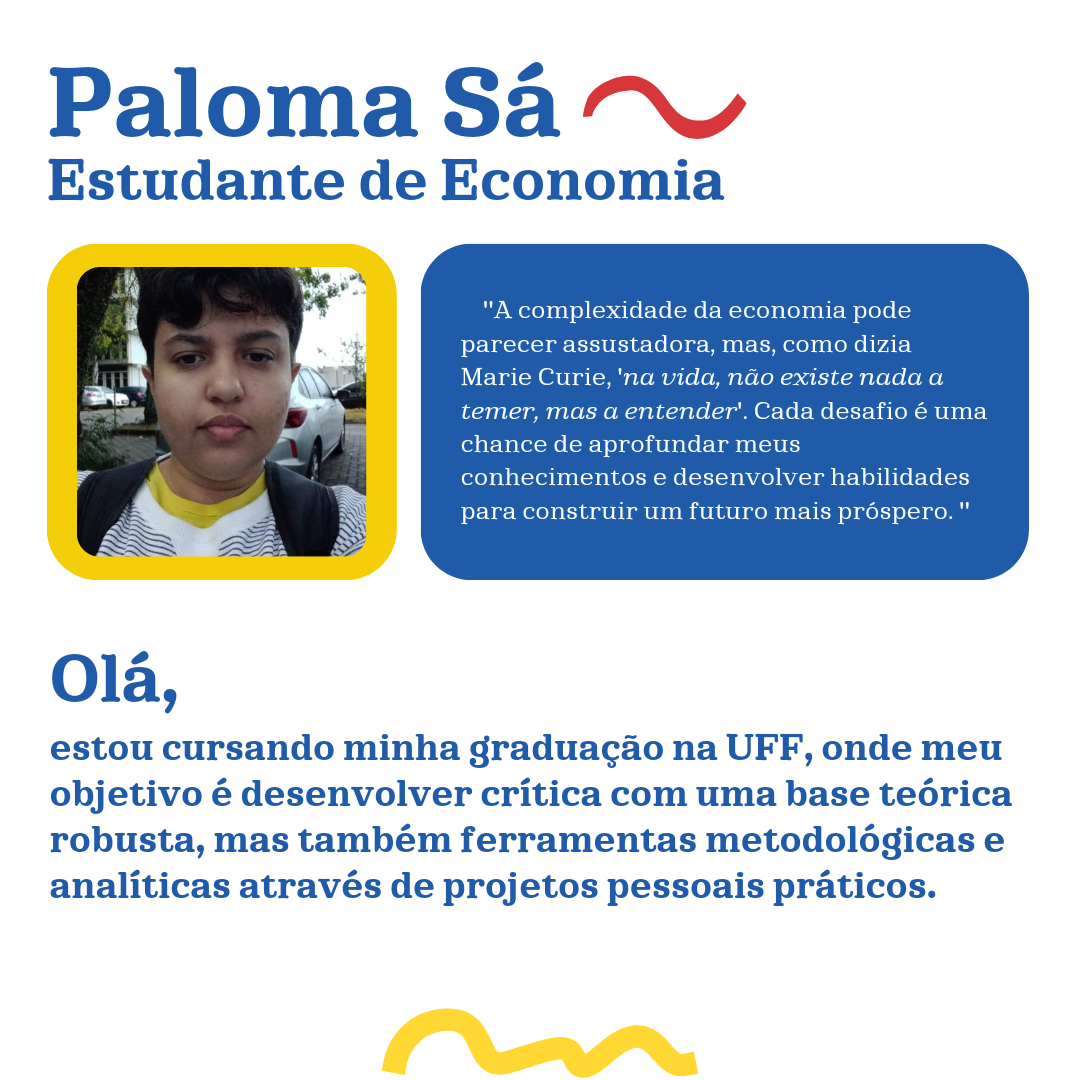 Paloma Sá
Estudante de Economia
"A complexidade da economia pode
parecer assustadora, mas, como dizia
Marie Curie, 'na vida, não existe nada a
temer, mas a entender'. Cada desafio é uma
chance de aprofundar meus
conhecimentos e desenvolver habilidades
para construir um futuro mais próspero. "
Olá,
estou cursando minha graduação na UFF, onde meu
objetivo é desenvolver crítica com uma base teórica
robusta, mas também ferramentas metodológicas e
analíticas através de projetos pessoais práticos.